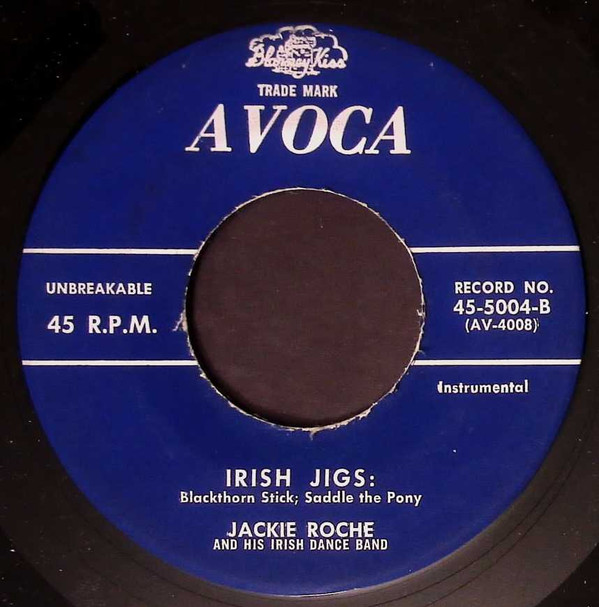 Blarney Kiss
TRADE MARK
AVOCA
UNBREAKABLE
45 R.P.M.
RECORD NO.
45-5004-B
(AV-4008)
Instrumental
IRISH JIGS:
Blackthorn Stick; Saddle the Pony
JACKIE ROCHE
AND HIS IRISH DANCE BAND